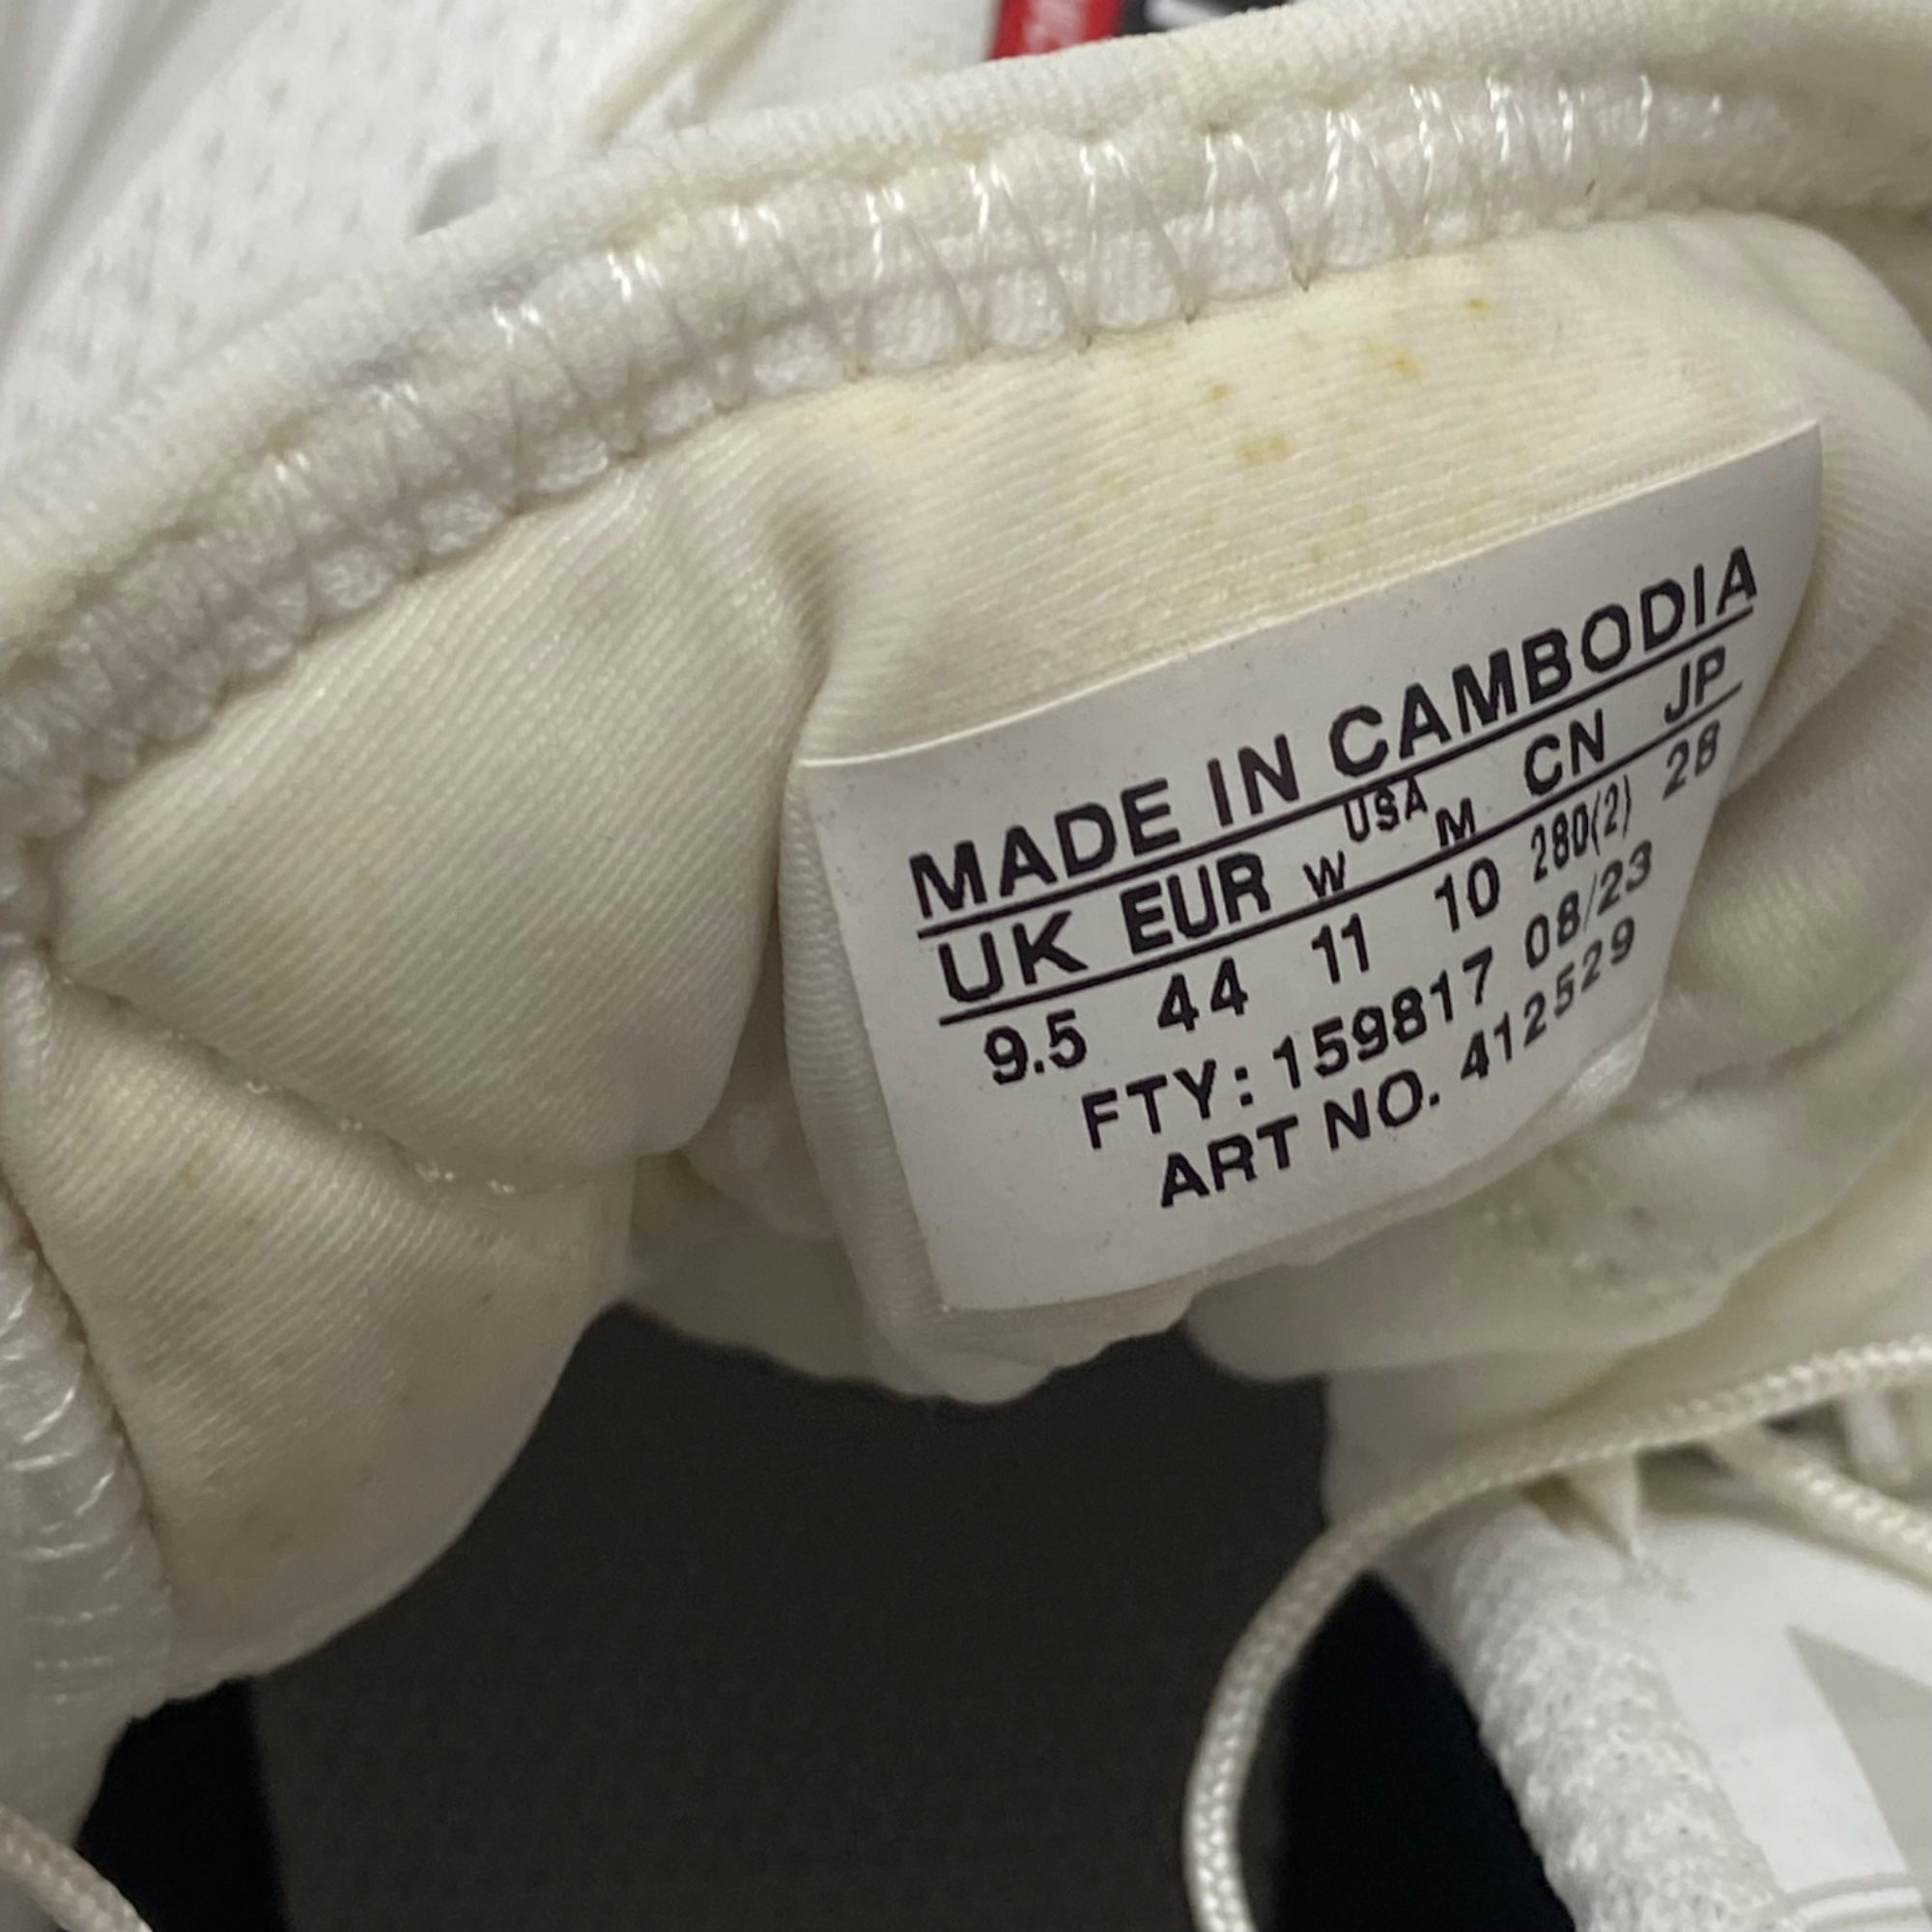 MADE IN CAMBODIA
UK EUR W USA M CN JP
9.5 44 11 10 280(2) 28
FTY: 159817 08/23
ART NO. 412529